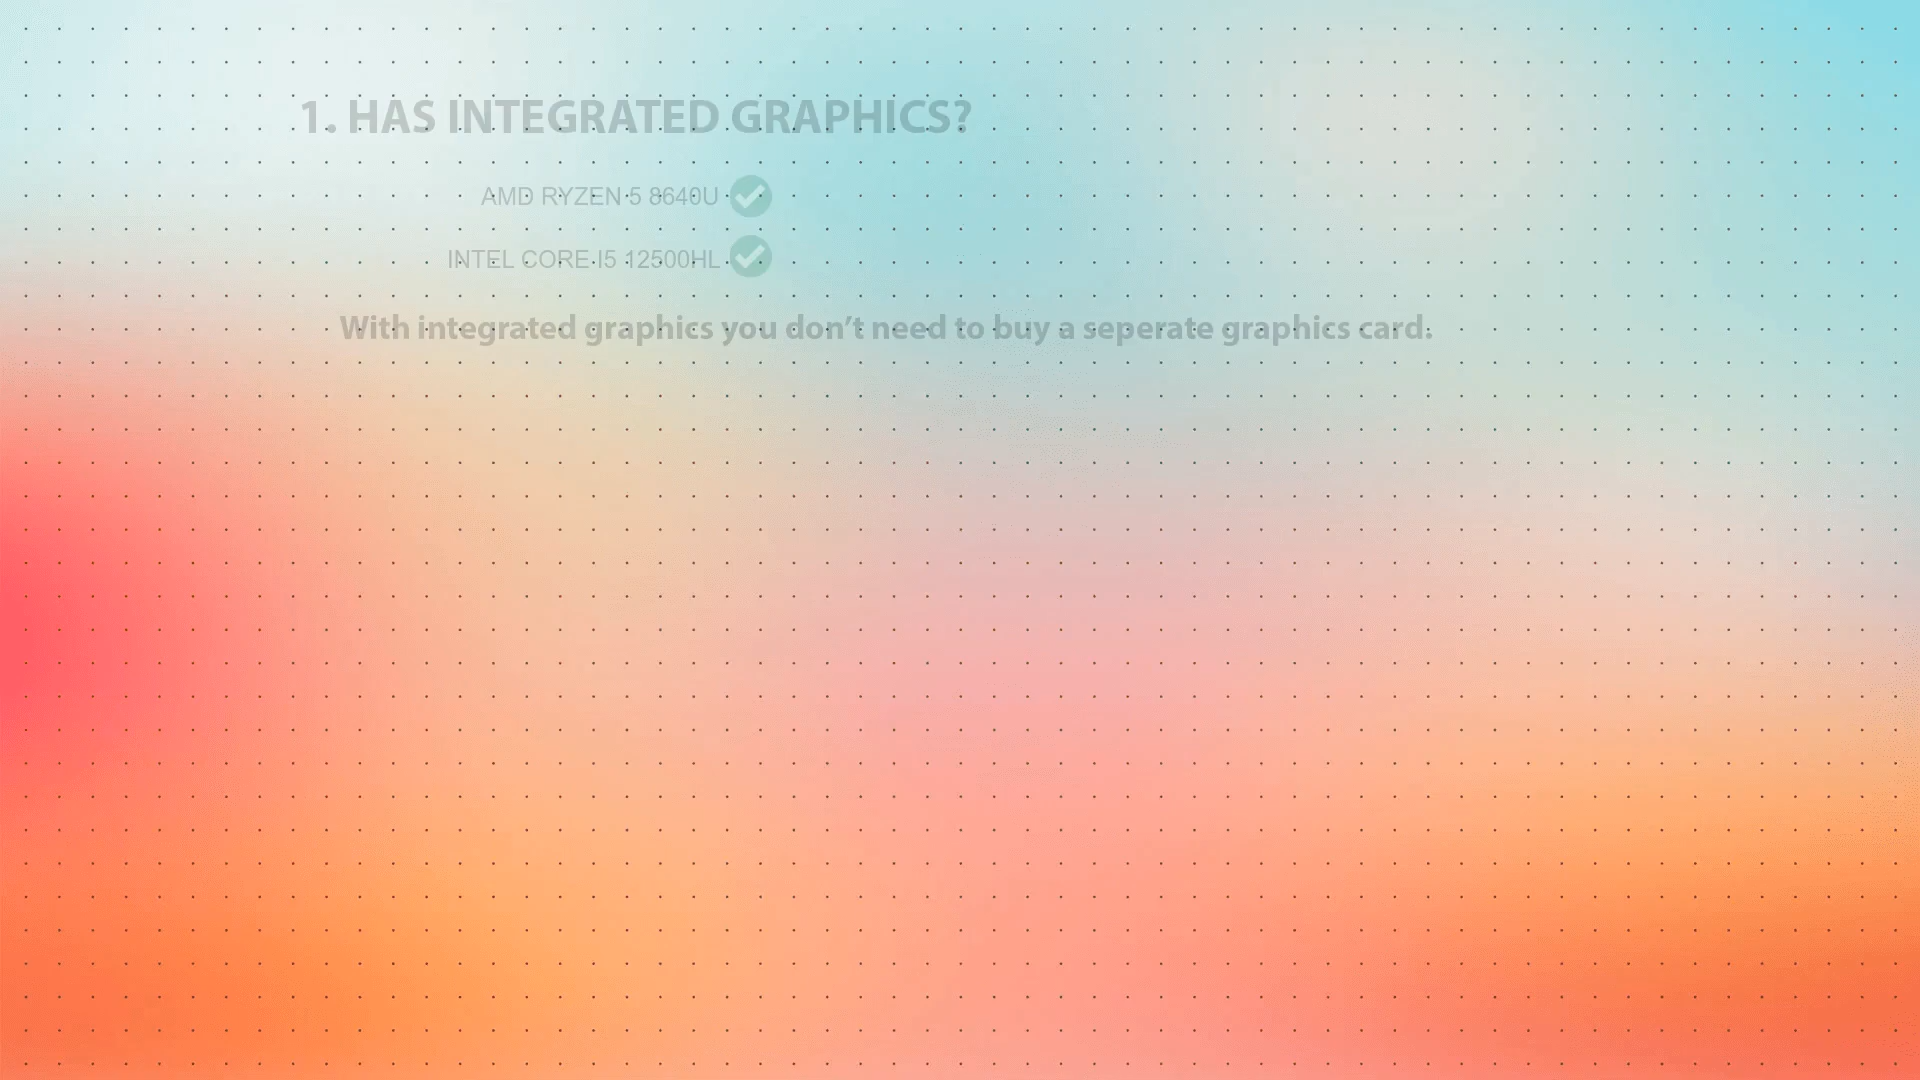 1. HAS INTEGRATED GRAPHICS?
AMD RYZEN 5 8640U
INTEL CORE I5 12500HL
With integrated graphics you don’t need to buy a seperate graphics card.